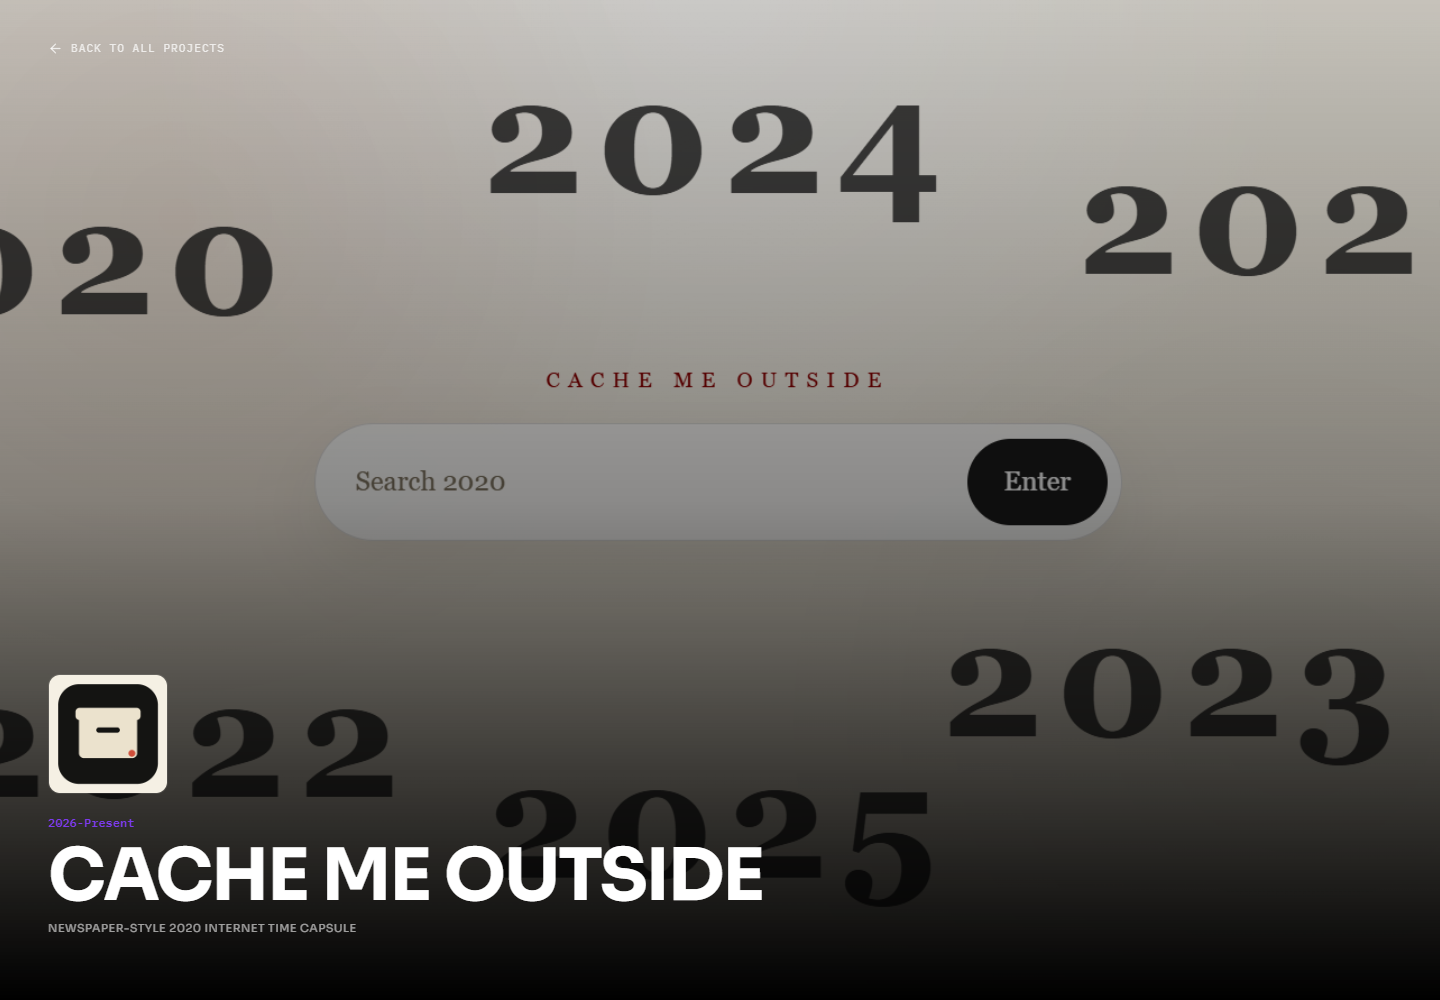 BACK TO ALL PROJECTS
2024
202
020
CACHE ME OUTSIDE
Search 2020
Enter
2023
2022
2025
2026-Present
CACHE ME OUTSIDE
NEWSPAPER-STYLE 2020 INTERNET TIME CAPSULE